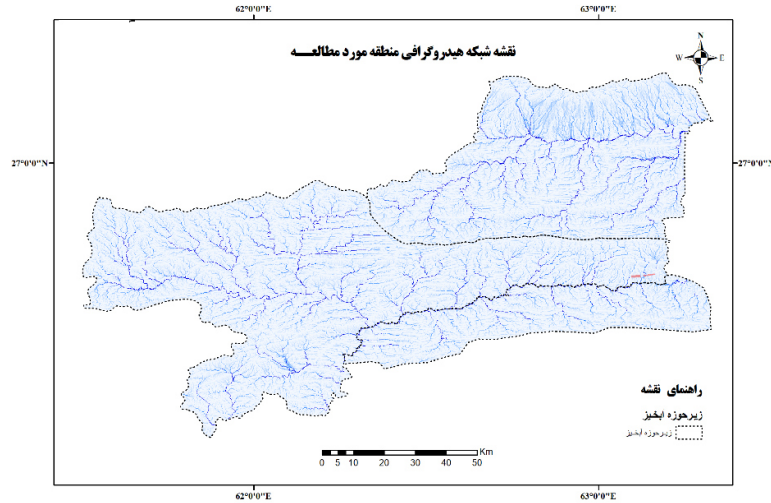 62°0'0"E
63°0'0"E
نقشه شبکه هیدروگرافی منطقه مورد مطالعـــه
N
W
E
S
27°0'0"N
27°0'0"N
راهنمای نقشه
زیرحوزه ابخیز
زیرحوزه ابخیز
Km
0 5 10 20 30 40 50
62°0'0"E
63°0'0"E